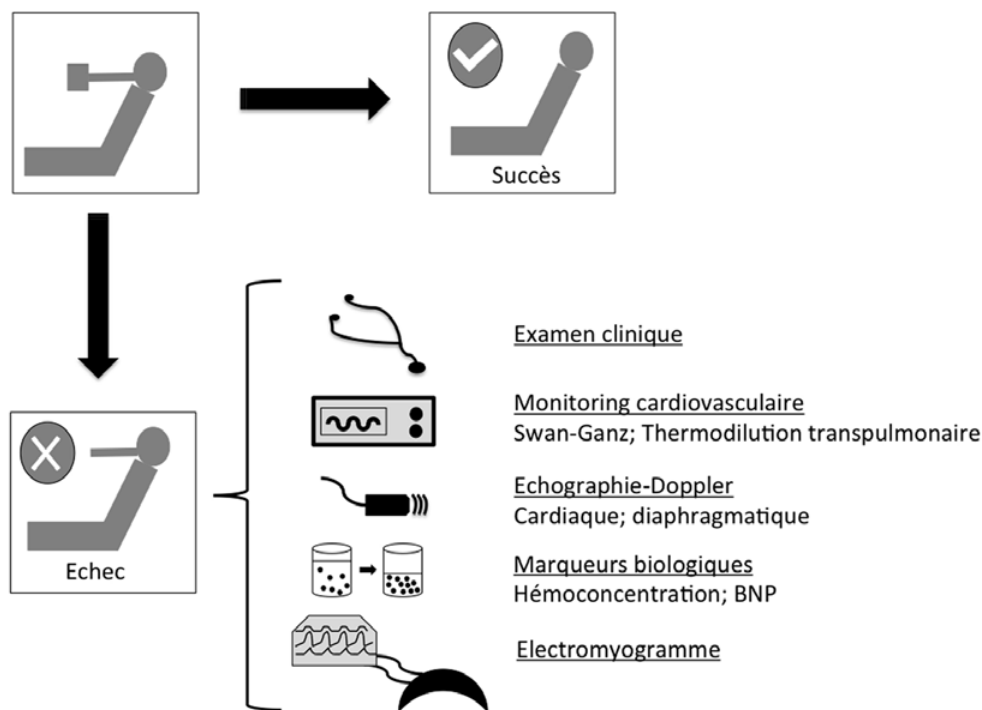 Succès
Echec
Examen clinique
Monitoring cardiovasculaire
Swan-Ganz; Thermodilution transpulmonaire
Echographie-Doppler
Cardiaque; diaphragmatique
Marqueurs biologiques
Hémoconcentration; BNP
Electromyogramme